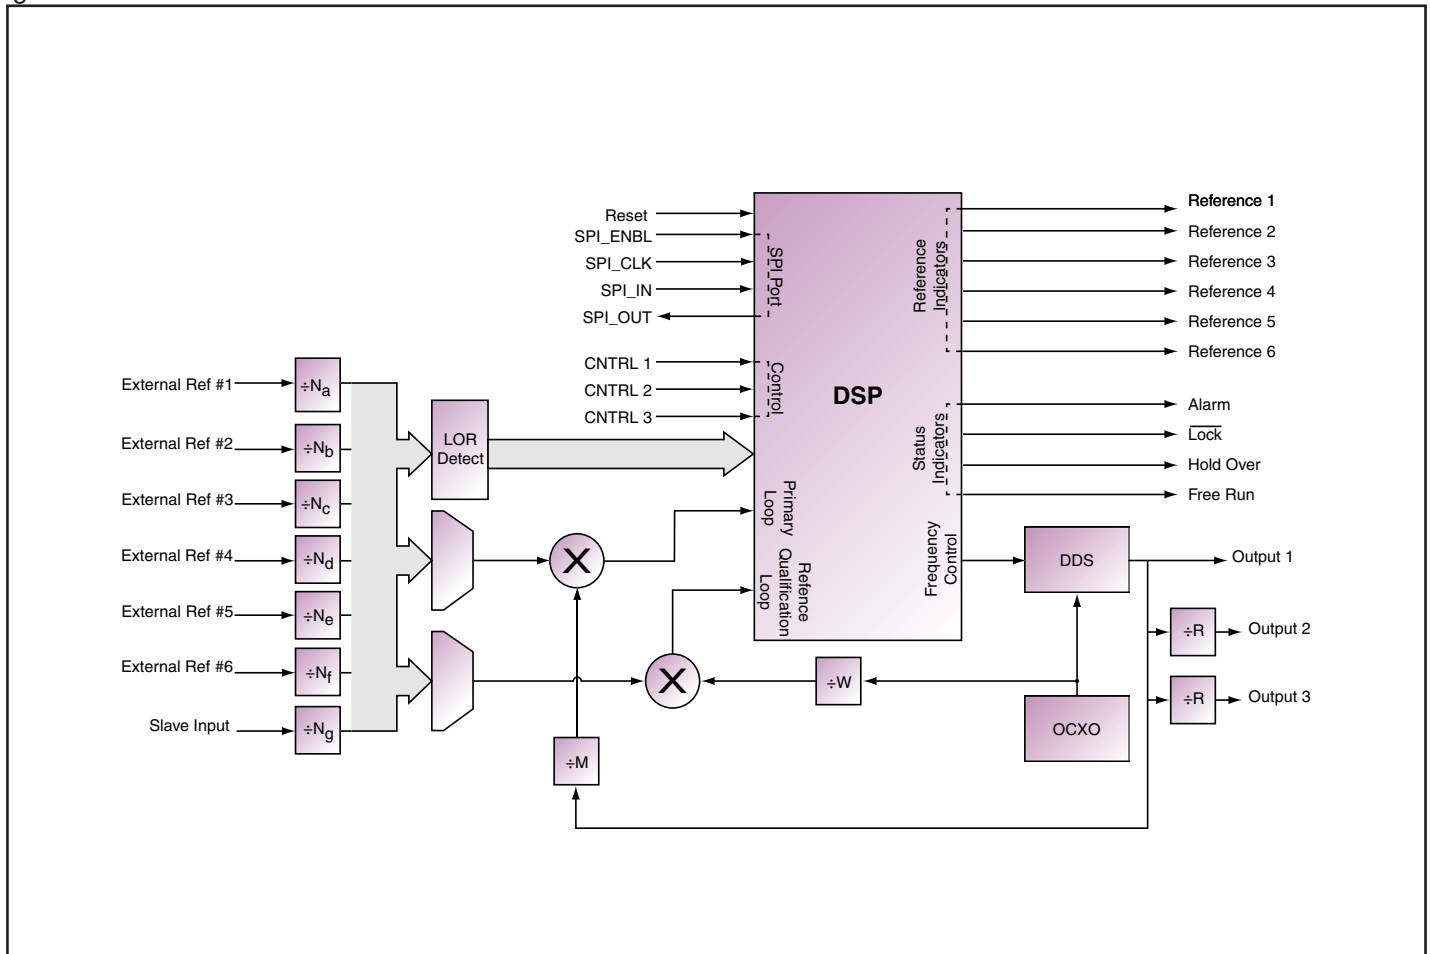 Reset
SPI_ENBL
SPI_CLK
SPI_IN
SPI_OUT
CNTRL 1
CNTRL 2
CNTRL 3
SPI Port
Control
DSP
Reference
Indicators
Status
Indicators
Primary
Loop
Refence
Qualification
Loop
Frequency
Control
Reference 1
Reference 2
Reference 3
Reference 4
Reference 5
Reference 6
Alarm
Lock
Hold Over
Free Run
External Ref #1
÷Na
External Ref #2
÷Nb
External Ref #3
÷Nc
External Ref #4
÷Nd
External Ref #5
÷Ne
External Ref #6
÷Nf
Slave Input
÷Ng
LOR
Detect
X
X
÷M
÷W
DDS
OCXO
Output 1
÷R
Output 2
÷R
Output 3